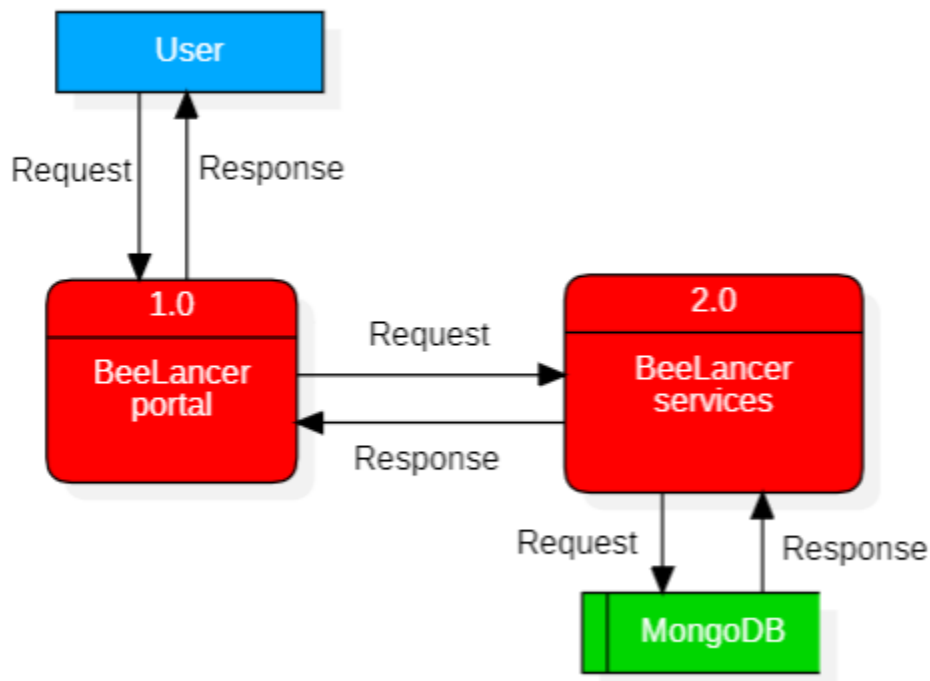 User
Request
Response
1.0
BeeLancer
portal
Request
Response
2.0
BeeLancer
services
Request
Response
MongoDB